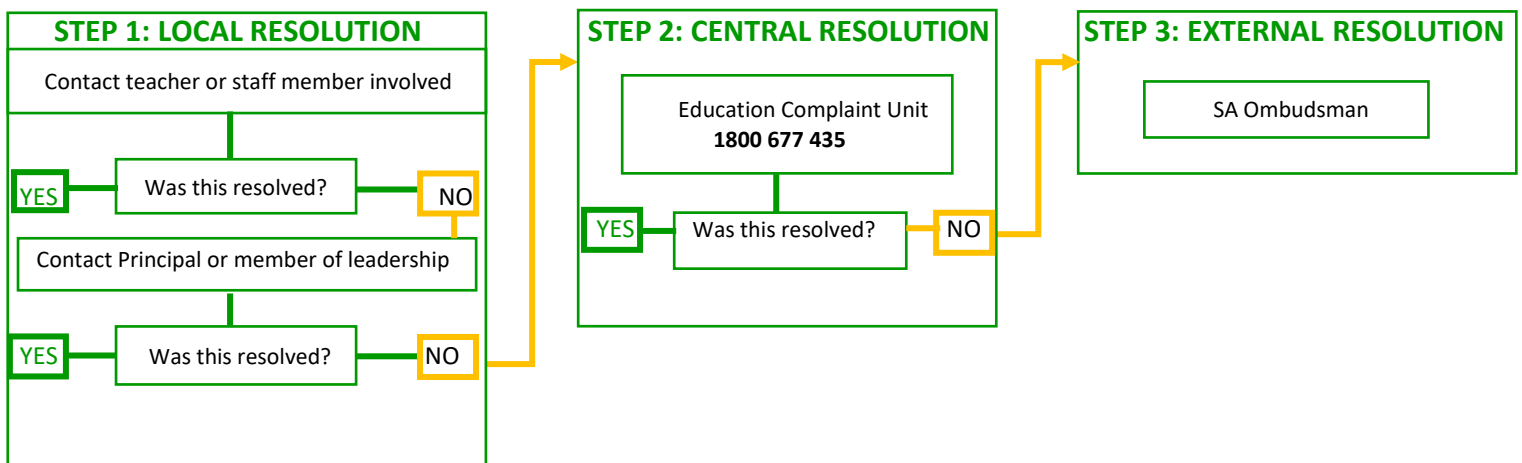 STEP 1: LOCAL RESOLUTION
Contact teacher or staff member involved
Was this resolved?
YES
NO
Contact Principal or member of leadership
Was this resolved?
YES
NO
STEP 2: CENTRAL RESOLUTION
Education Complaint Unit
1800 677 435
Was this resolved?
YES
NO
STEP 3: EXTERNAL RESOLUTION
SA Ombudsman